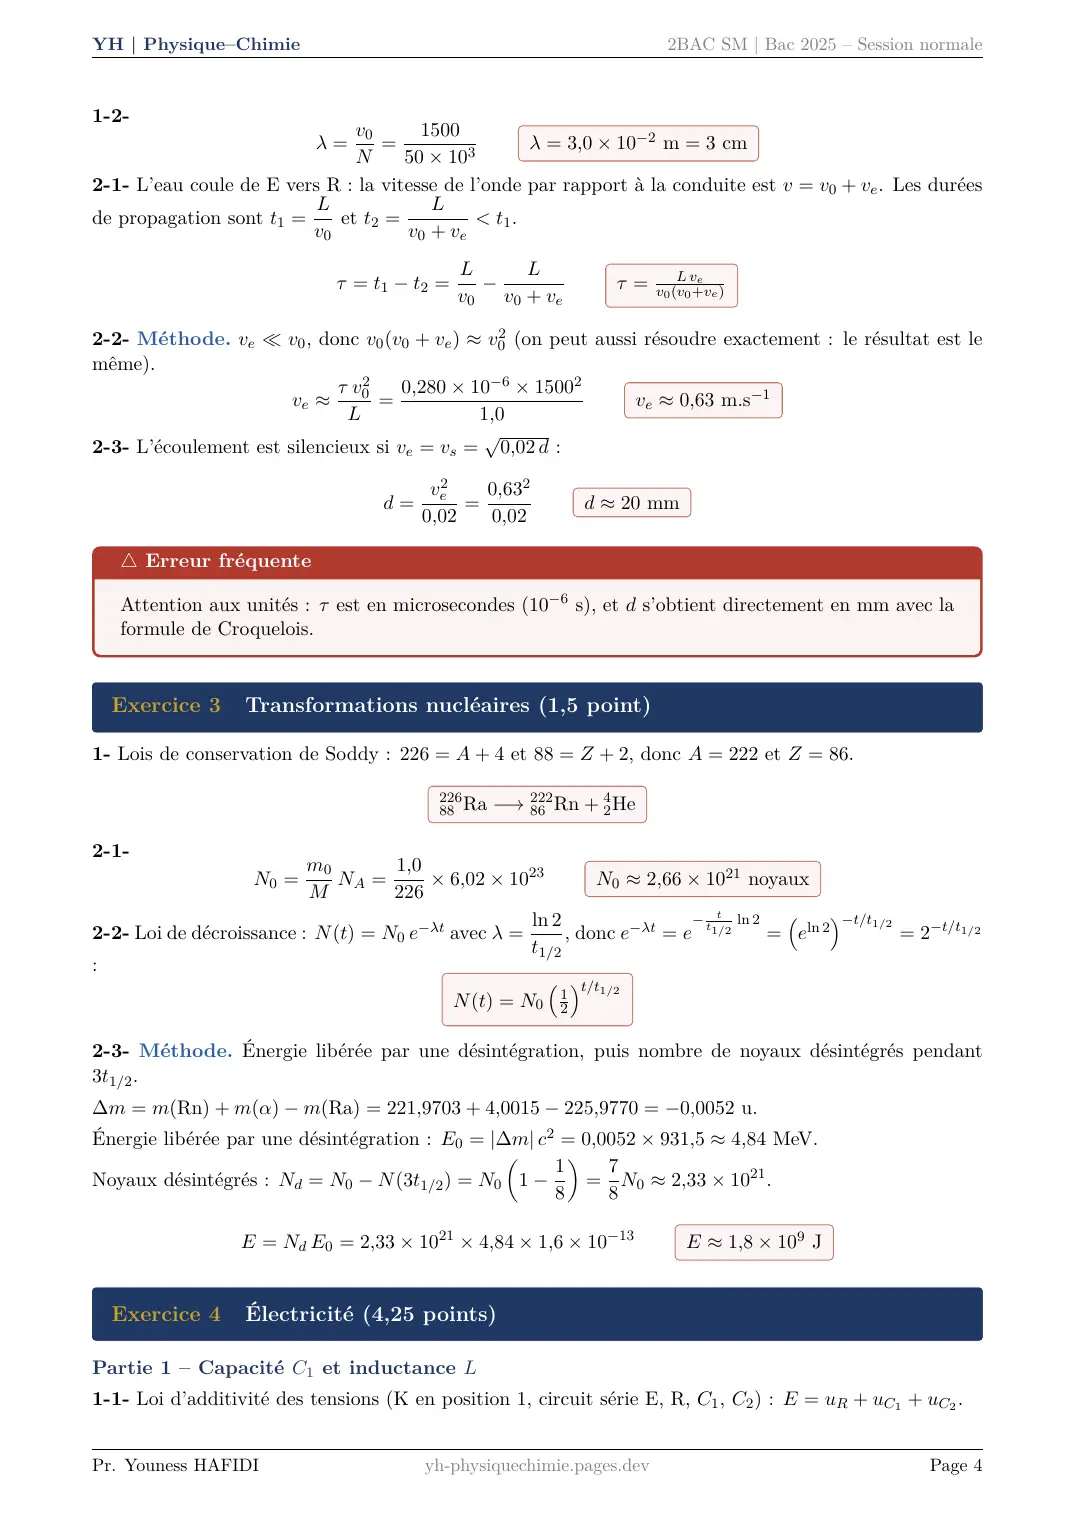 YH | Physique–Chimie 2BAC SM | Bac 2025 – Session normale
1-2-
λ = v₀/N = 1500/(50 × 10³) λ = 3,0 × 10⁻² m = 3 cm
2-1- L'eau coule de E vers R : la vitesse de l'onde par rapport à la conduite est v = v₀ + vₑ. Les durées
de propagation sont t₁ = L/v₀ et t₂ = L/(v₀ + vₑ) < t₁.
τ = t₁ − t₂ = L/v₀ − L/(v₀ + vₑ) τ = L vₑ/(v₀(v₀+vₑ))
2-2- Méthode. vₑ ≪ v₀, donc v₀(v₀ + vₑ) ≈ v₀² (on peut aussi résoudre exactement : le résultat est le
même).
vₑ ≈ τ v₀²/L = (0,280 × 10⁻⁶ × 1500²)/1,0 vₑ ≈ 0,63 m.s⁻¹
2-3- L'écoulement est silencieux si vₑ = vₛ = √(0,02 d) :
d = vₑ²/0,02 = 0,63²/0,02 d ≈ 20 mm
△ Erreur fréquente
Attention aux unités : τ est en microsecondes (10⁻⁶ s), et d s'obtient directement en mm avec la
formule de Croquelois.
Exercice 3 Transformations nucléaires (1,5 point)
1- Lois de conservation de Soddy : 226 = A + 4 et 88 = Z + 2, donc A = 222 et Z = 86.
²²⁶₈₈Ra ⟶ ²²²₈₆Rn + ⁴₂He
2-1-
N₀ = m₀/M N_A = 1,0/226 × 6,02 × 10²³ N₀ ≈ 2,66 × 10²¹ noyaux
2-2- Loi de décroissance : N(t) = N₀ e^(−λt) avec λ = ln 2/t₁/₂, donc e^(−λt) = e^(−(t/t₁/₂) ln 2) = (e^(ln 2))^(−t/t₁/₂) = 2^(−t/t₁/₂)
:
N(t) = N₀ (1/2)^(t/t₁/₂)
2-3- Méthode. Énergie libérée par une désintégration, puis nombre de noyaux désintégrés pendant
3t₁/₂.
Δm = m(Rn) + m(α) − m(Ra) = 221,9703 + 4,0015 − 225,9770 = −0,0052 u.
Énergie libérée par une désintégration : E₀ = |Δm| c² = 0,0052 × 931,5 ≈ 4,84 MeV.
Noyaux désintégrés : N_d = N₀ − N(3t₁/₂) = N₀ (1 − 1/8) = 7/8 N₀ ≈ 2,33 × 10²¹.
E = N_d E₀ = 2,33 × 10²¹ × 4,84 × 1,6 × 10⁻¹³ E ≈ 1,8 × 10⁹ J
Exercice 4 Électricité (4,25 points)
Partie 1 – Capacité C₁ et inductance L
1-1- Loi d'additivité des tensions (K en position 1, circuit série E, R, C₁, C₂) : E = u_R + u_C₁ + u_C₂.
Pr. Youness HAFIDI yh-physiquechimie.pages.dev Page 4